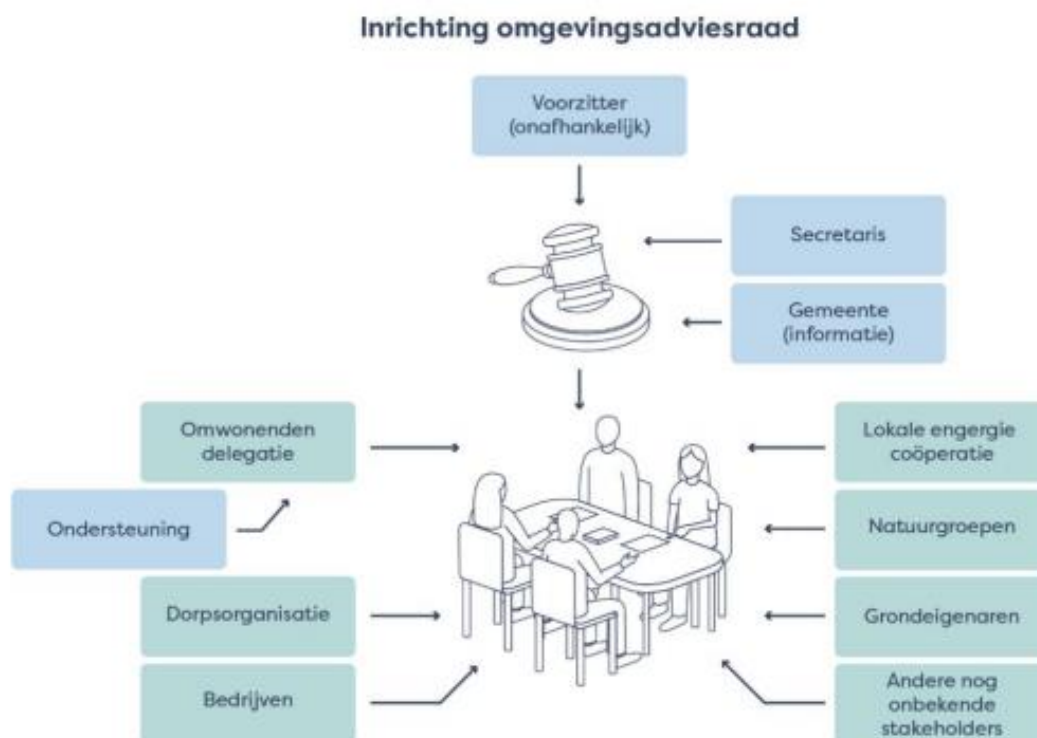 Inrichting omgevingsadviesraad
Voorzitter
(onafhankelijk)
Secretaris
Gemeente
(informatie)
Omwonenden
delegatie
Ondersteuning
Dorpsorganisatie
Bedrijven
Lokale engergie
coöperatie
Natuurgroepen
Grondeigenaren
Andere nog
onbekende
stakeholders